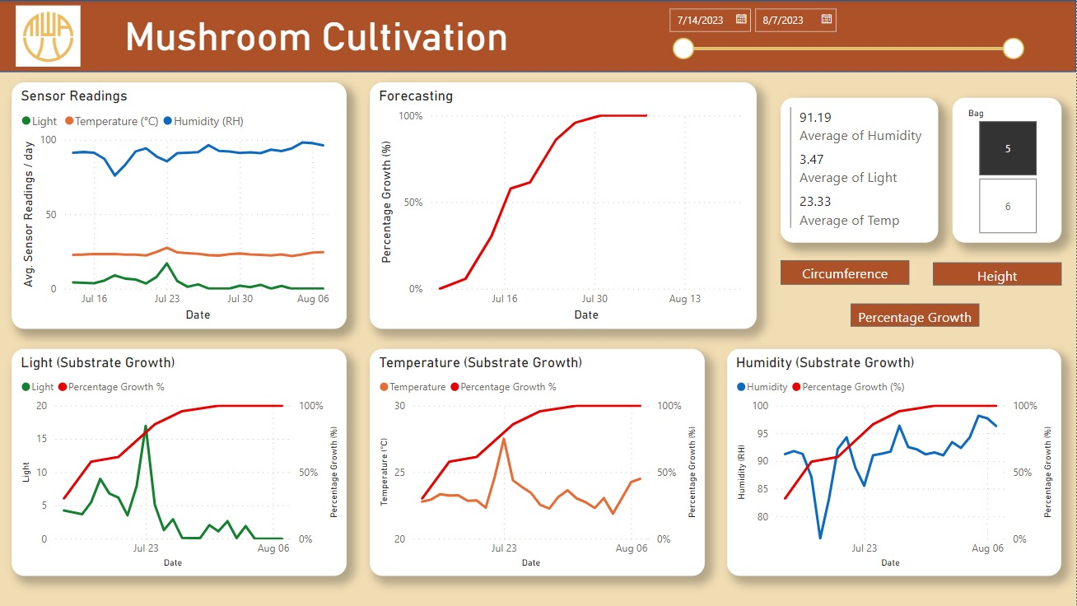 MWA
Mushroom Cultivation
7/14/2023
8/7/2023
Sensor Readings
Light
Temperature (°C)
Humidity (RH)
Avg. Sensor Readings / day
100
50
0
Jul 16
Jul 23
Jul 30
Aug 06
Date
Forecasting
Percentage Growth (%)
100%
50%
0%
Jul 16
Jul 30
Aug 13
Date
91.19
Average of Humidity
3.47
Average of Light
23.33
Average of Temp
Bag
5
6
Circumference
Height
Percentage Growth
Light (Substrate Growth)
Light
Percentage Growth %
Light
20
15
10
5
0
100%
50%
0%
Percentage Growth (%)
Jul 23
Aug 06
Date
Temperature (Substrate Growth)
Temperature
Percentage Growth %
Temperature (°C)
30
25
20
100%
50%
0%
Percentage Growth (%)
Jul 23
Aug 06
Date
Humidity (Substrate Growth)
Humidity
Percentage Growth (%)
Humidity (RH)
100
95
90
85
80
100%
50%
0%
Percentage Growth (%)
Jul 23
Aug 06
Date